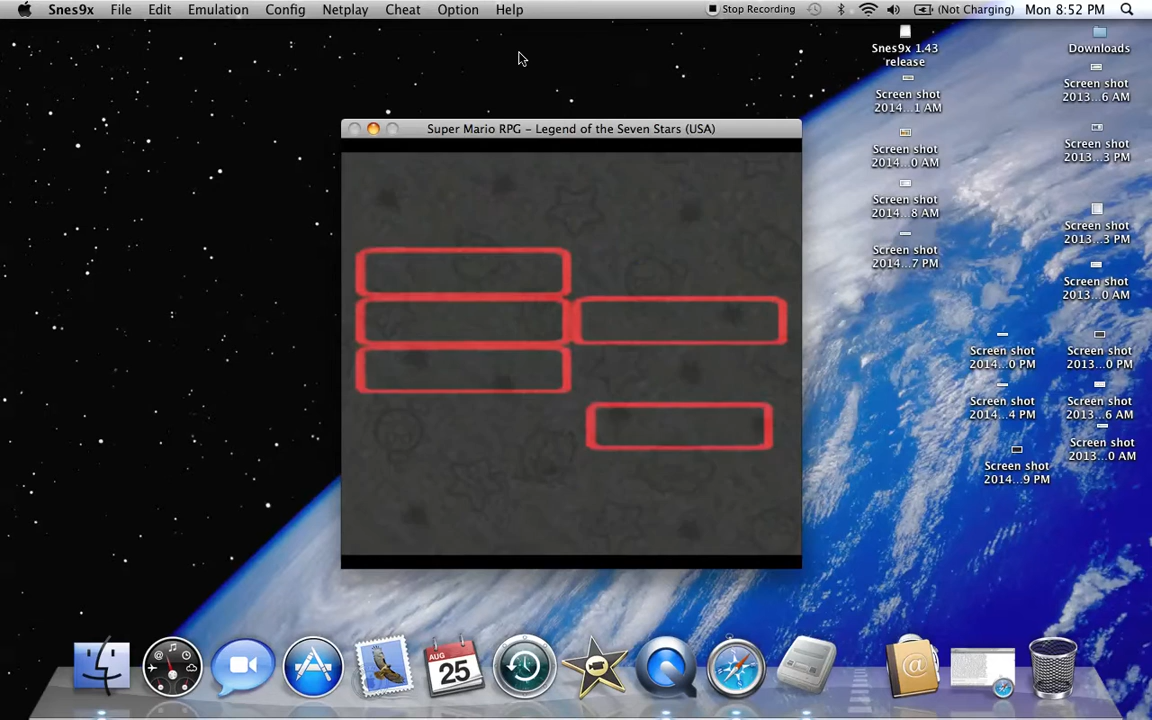 Snes9x File Edit Emulation Config Netplay Cheat Option Help Stop Recording (Not Charging) Mon 8:52 PM
Super Mario RPG – Legend of the Seven Stars (USA)
Snes9x 1.43
release
Screen shot
2014...1 AM
Screen shot
2014...0 AM
Screen shot
2014...8 AM
Screen shot
2014...7 PM
Downloads
Screen shot
2013...6 AM
Screen shot
2013...3 PM
Screen shot
2013...3 PM
Screen shot
2013...0 AM
Screen shot
2014...0 PM
Screen shot
2013...0 PM
Screen shot
2014...4 PM
Screen shot
2013...6 AM
Screen shot
2013...0 AM
Screen shot
2014...9 PM
AUG
25